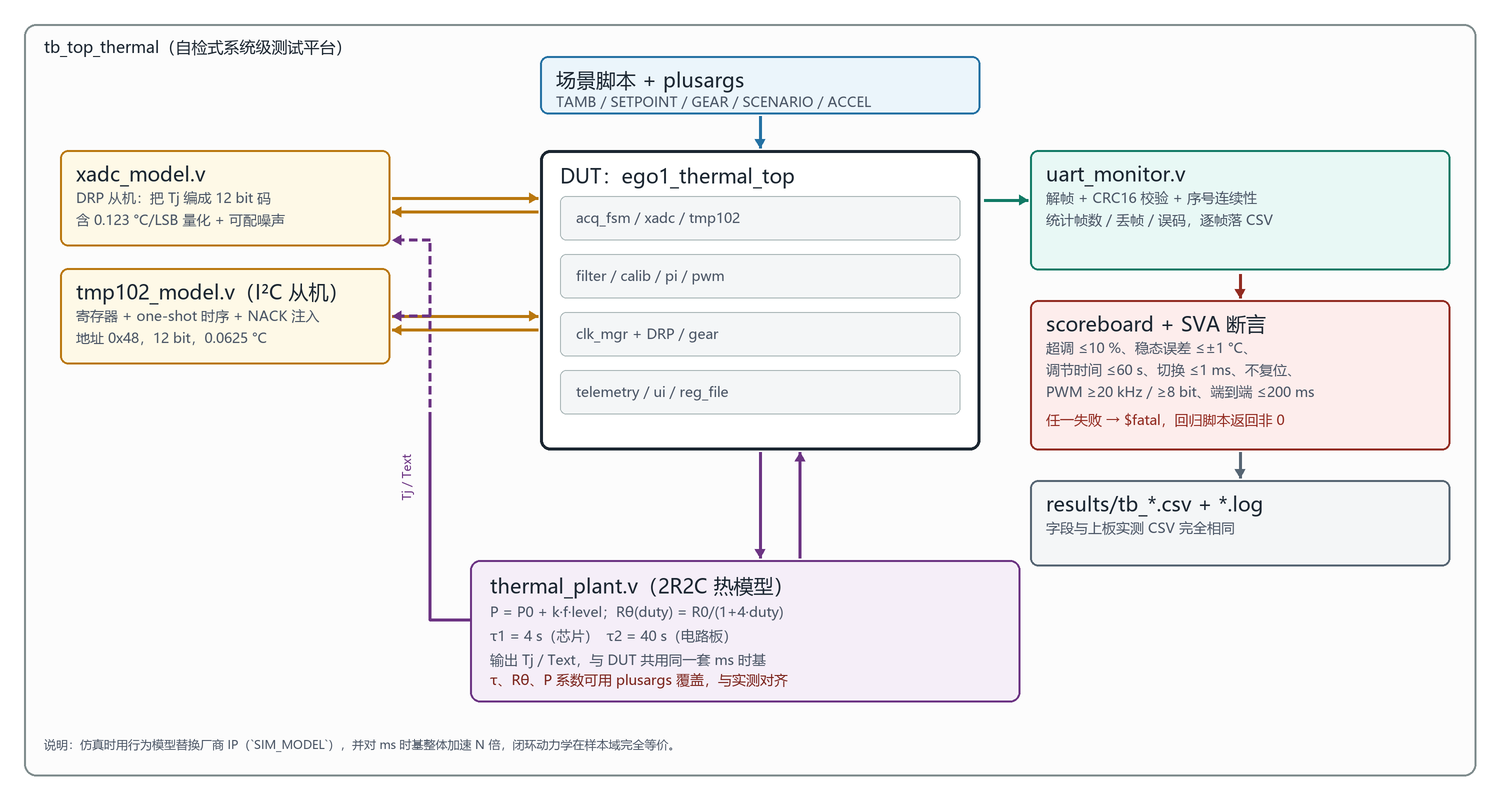 tb_top_thermal（自检式系统级测试平台）
场景脚本 + plusargs
TAMB / SETPOINT / GEAR / SCENARIO / ACCEL
xadc_model.v
DRP 从机：把 Tj 编成 12 bit 码
含 0.123 °C/LSB 量化 + 可配噪声
tmp102_model.v（I²C 从机）
寄存器 + one-shot 时序 + NACK 注入
地址 0x48，12 bit，0.0625 °C
DUT：ego1_thermal_top
acq_fsm / xadc / tmp102
filter / calib / pi / pwm
clk_mgr + DRP / gear
telemetry / ui / reg_file
uart_monitor.v
解帧 + CRC16 校验 + 序号连续性
统计帧数 / 丢帧 / 误码，逐帧落 CSV
scoreboard + SVA 断言
超调 ≤10 %、稳态误差 ≤±1 °C、
调节时间 ≤60 s、切换 ≤1 ms、不复位、
PWM ≥20 kHz / ≥8 bit、端到端 ≤200 ms
任一失败 → $fatal，回归脚本返回非 0
results/tb_*.csv + *.log
字段与上板实测 CSV 完全相同
Tj / Text
thermal_plant.v（2R2C 热模型）
P = P0 + k·f·level；Rθ(duty) = R0/(1+4·duty)
τ1 = 4 s（芯片） τ2 = 40 s（电路板）
输出 Tj / Text，与 DUT 共用同一套 ms 时基
τ、Rθ、P 系数可用 plusargs 覆盖，与实测对齐
说明：仿真时用行为模型替换厂商 IP（`SIM_MODEL`），并对 ms 时基整体加速 N 倍，闭环动力学在样本域完全等价。